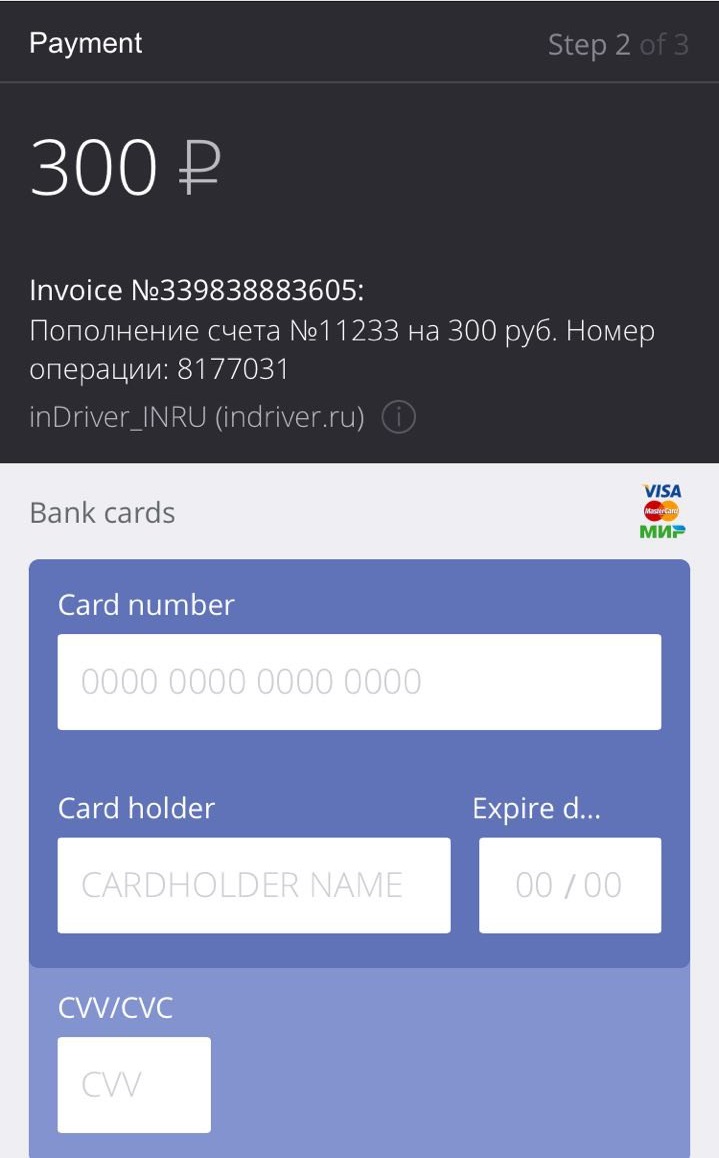 Payment
Step 2 of 3
300 ₽
Invoice №339838883605:
Пополнение счета №11233 на 300 руб. Номер
операции: 8177031
inDriver_INRU (indriver.ru) i
Bank cards
VISA
MasterCard
МИР
Card number
0000 0000 0000 0000
Card holder
Expire d...
CARDHOLDER NAME
00 / 00
CVV/CVC
CVV